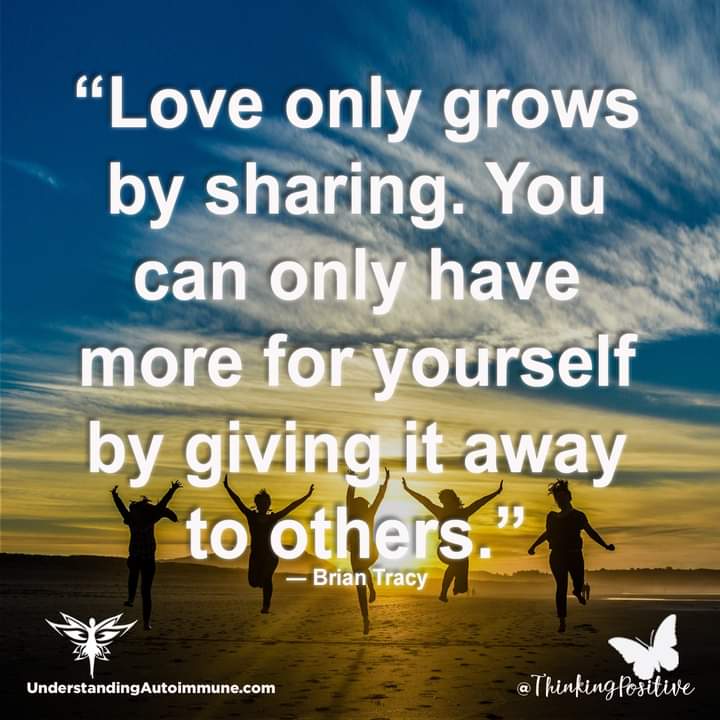 “Love only grows
by sharing. You
can only have
more for yourself
by giving it away
to others.”
— Brian Tracy
UnderstandingAutoimmune.com
@ThinkingPositive